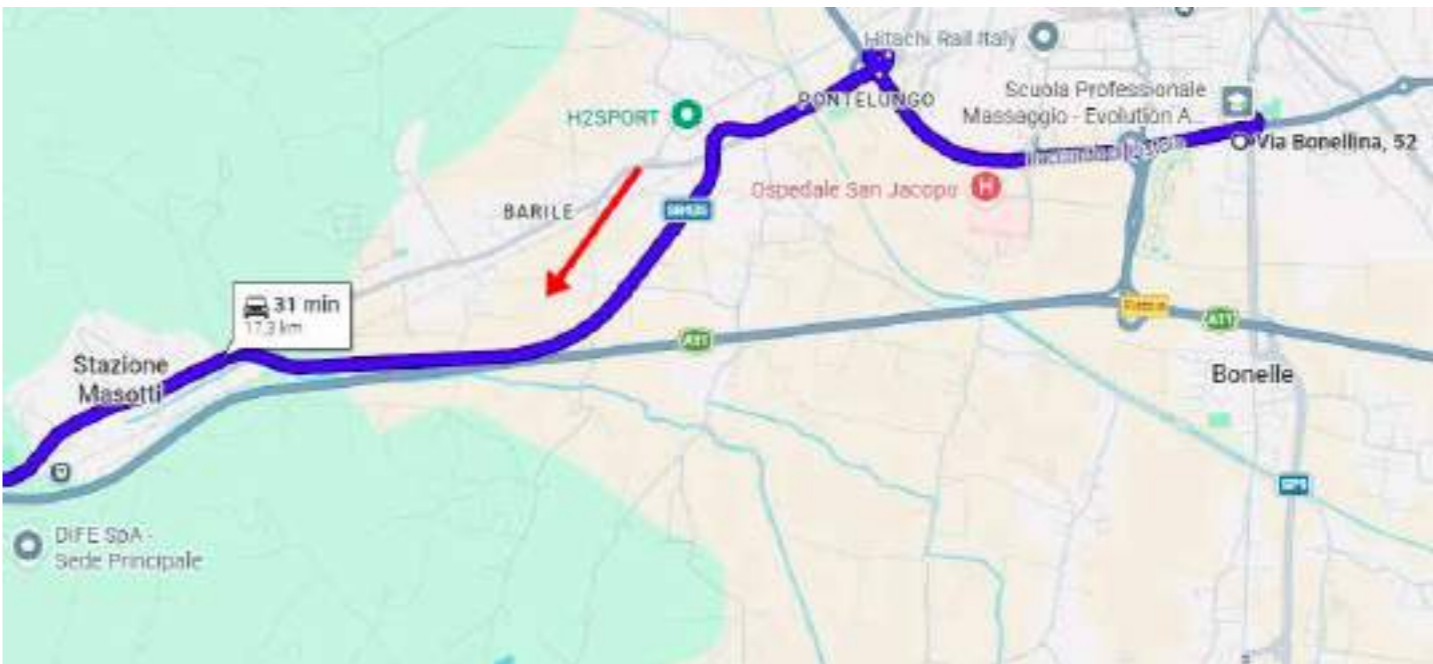 Hitachi Rail Italy
Scuola Professionale
Massaggio - Evolution A...
PONTELUNGO
H2SPORT
Via Bonellina, 52
Ospedale San Jacopo
H
BARILE
31 min
17,3 km
A11
A11
Stazione
Masotti
Bonelle
DIFE SpA -
Sede Principale